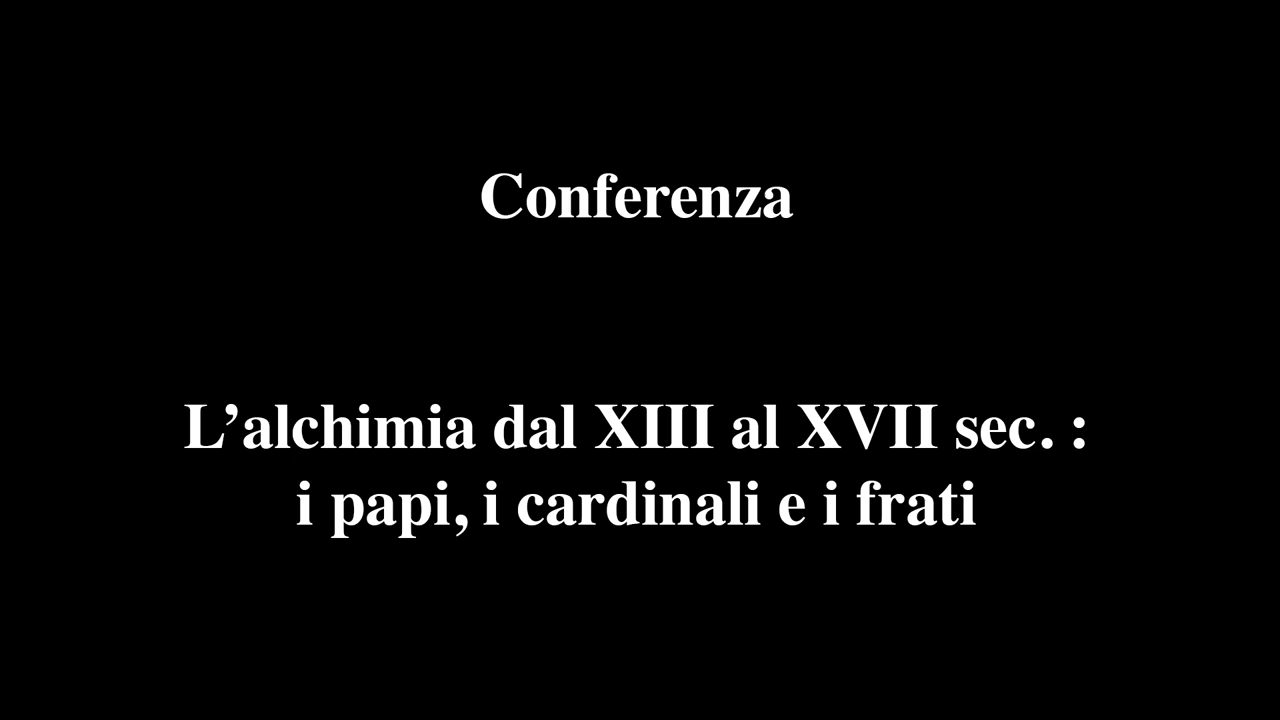 Conferenza
L’alchimia dal XIII al XVII sec. :
i papi, i cardinali e i frati